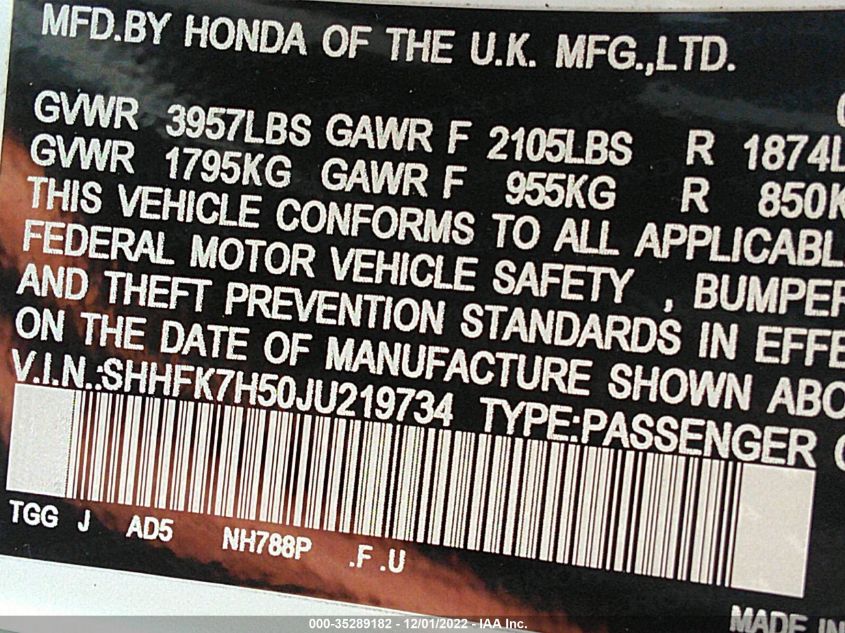 MFD.BY HONDA OF THE U.K. MFG.,LTD.
GVWR 3957LBS GAWR F 2105LBS R 1874L
GVWR 1795KG GAWR F 955KG R 850K
THIS VEHICLE CONFORMS TO ALL APPLICABL
FEDERAL MOTOR VEHICLE SAFETY , BUMPER
AND THEFT PREVENTION STANDARDS IN EFFE
ON THE DATE OF MANUFACTURE SHOWN ABO
V.I.N.:SHHFK7H50JU219734 TYPE:PASSENGER C
TGG J AD5 NH788P .F .U
MADE IN
000-35289182 - 12/01/2022 - IAA Inc.